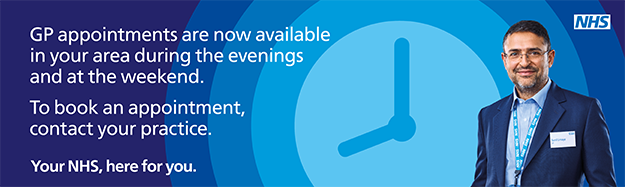 GP appointments are now available
in your area during the evenings
and at the weekend.
To book an appointment,
contact your practice.
Your NHS, here for you.
NHS